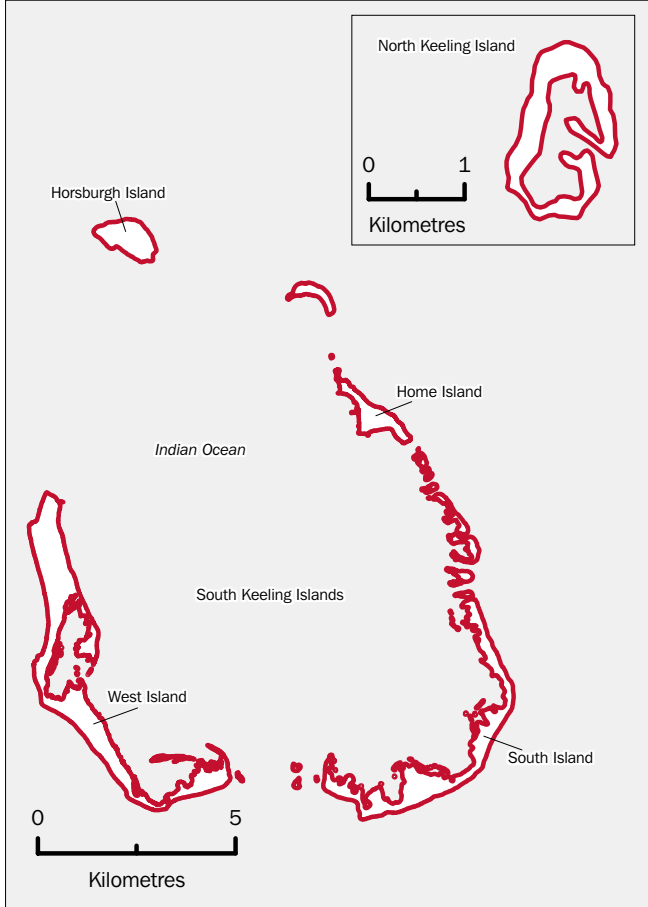 North Keeling Island
0 1
Kilometres
Horsburgh Island
Home Island
Indian Ocean
South Keeling Islands
West Island
South Island
0 5
Kilometres